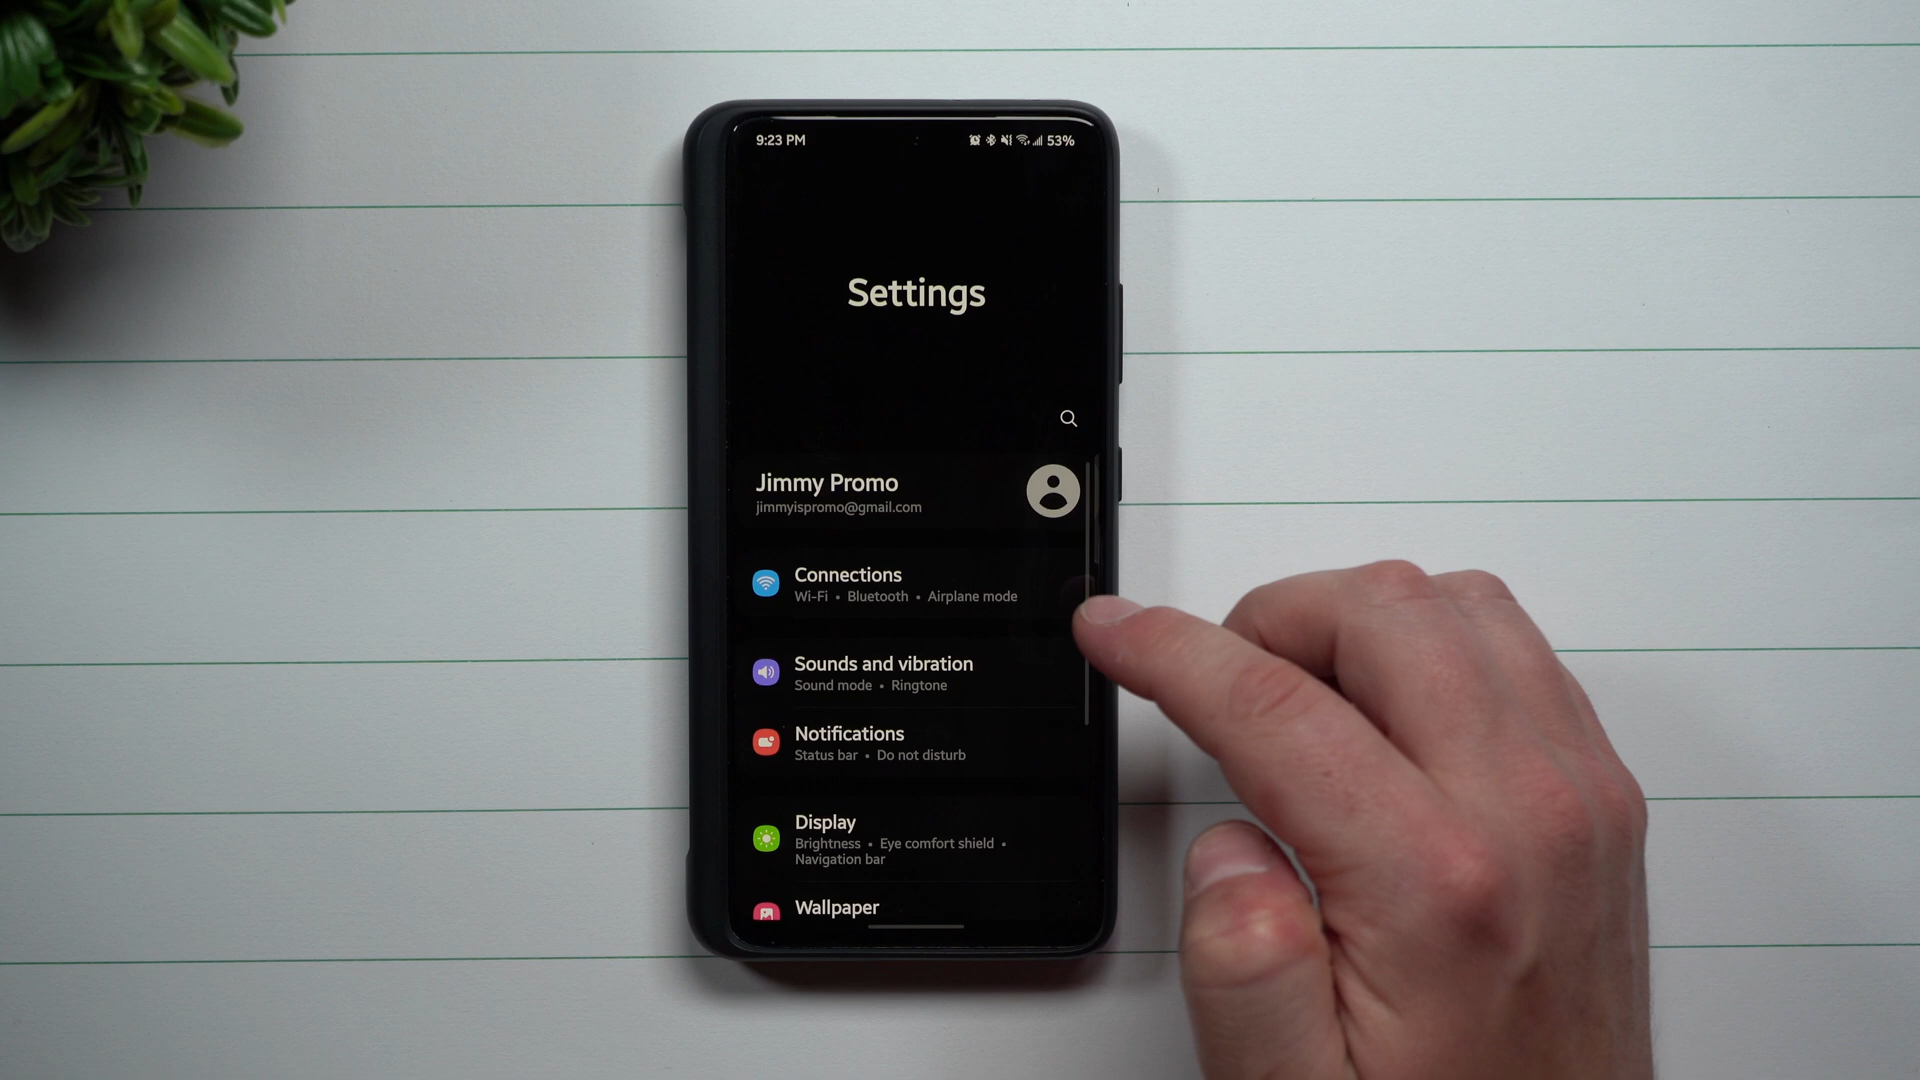 9:23 PM 53%
Settings
Jimmy Promo
jimmyispromo@gmail.com
Connections
Wi-Fi • Bluetooth • Airplane mode
Sounds and vibration
Sound mode • Ringtone
Notifications
Status bar • Do not disturb
Display
Brightness • Eye comfort shield •
Navigation bar
Wallpaper